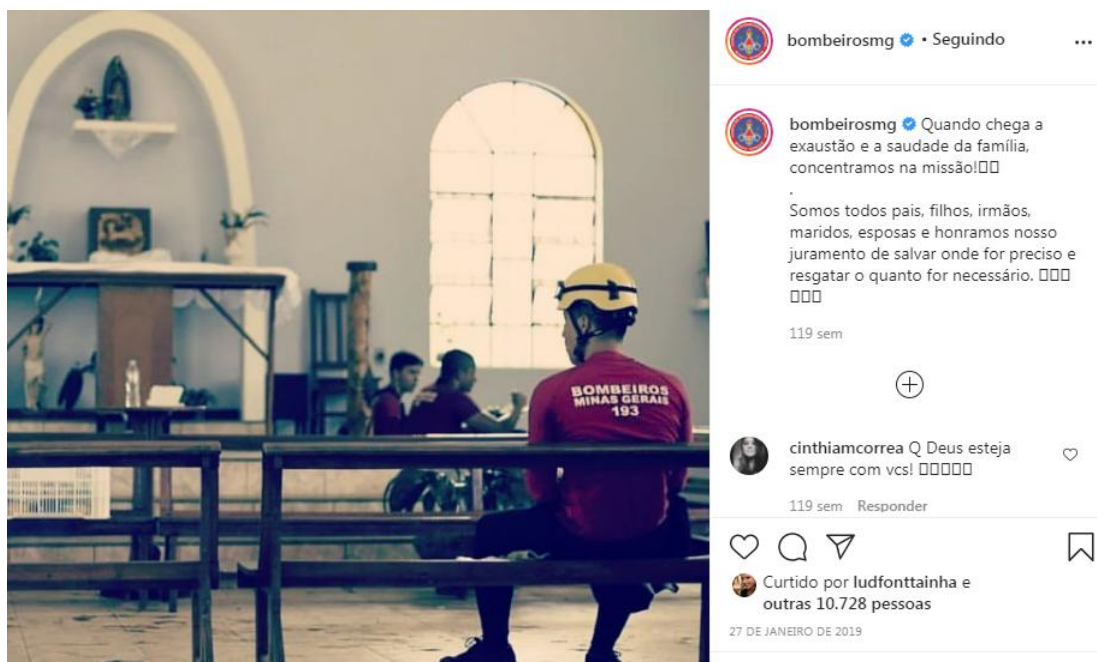 BOMBEIROS
MINAS GERAIS
193
bombeirosmg • Seguindo
bombeirosmg Quando chega a
exaustão e a saudade da família,
concentramos na missão!
.
Somos todos pais, filhos, irmãos,
maridos, esposas e honramos nosso
juramento de salvar onde for preciso e
resgatar o quanto for necessário.
119 sem
cinthiamcorrea Q Deus esteja
sempre com vcs!
119 sem Responder
Curtido por ludfonttainha e
outras 10.728 pessoas
27 DE JANEIRO DE 2019